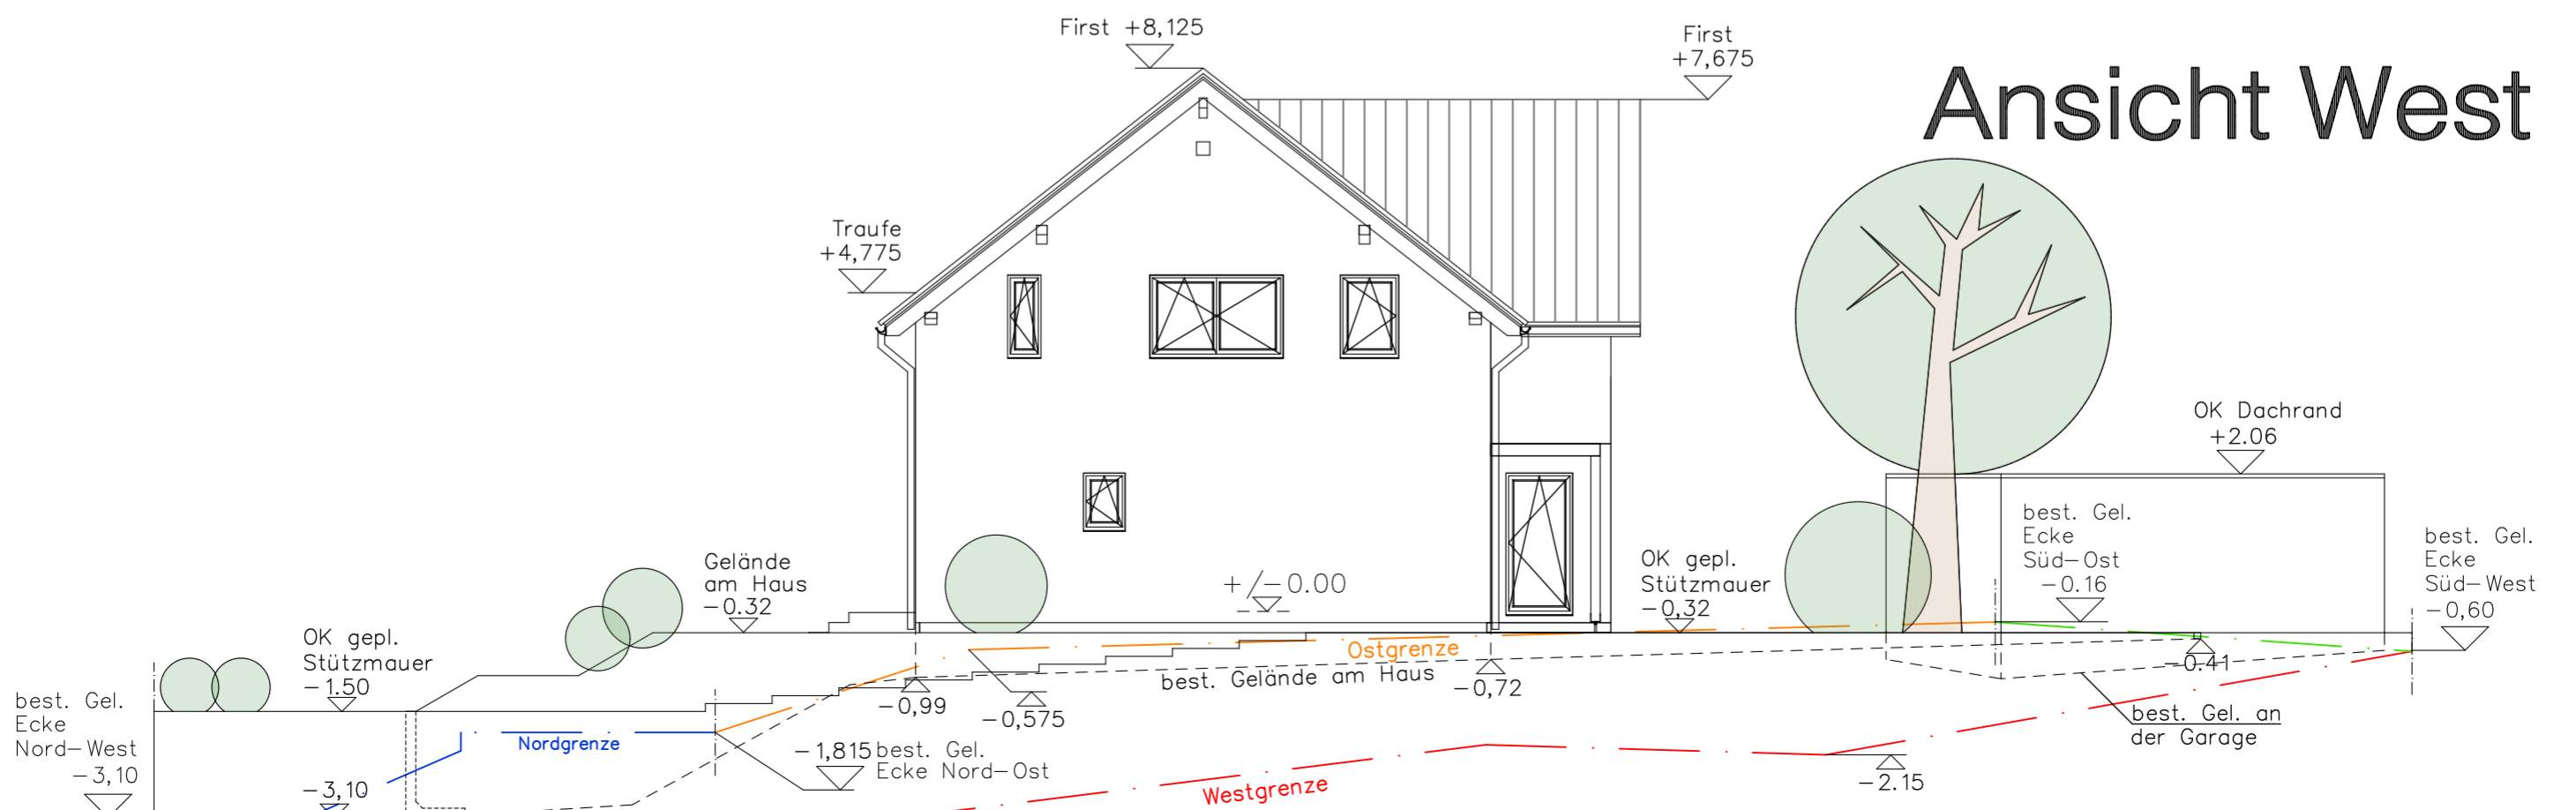 First +8,125
First
+7,675
Ansicht West
Traufe
+4,775
OK Dachrand
+2.06
best. Gel.
Ecke
Süd-Ost
-0.16
best. Gel.
Ecke
Süd-West
-0,60
Gelände
am Haus
-0.32
+/-0.00
OK gepl.
Stützmauer
-0,32
OK gepl.
Stützmauer
-1.50
Ostgrenze
best. Gelände am Haus
-0,72
-0.41
-0,99
-0,575
best. Gel.
Ecke
Nord-West
-3,10
Nordgrenze
-1,815 best. Gel.
Ecke Nord-Ost
best. Gel. an
der Garage
-3,10
Westgrenze
-2.15